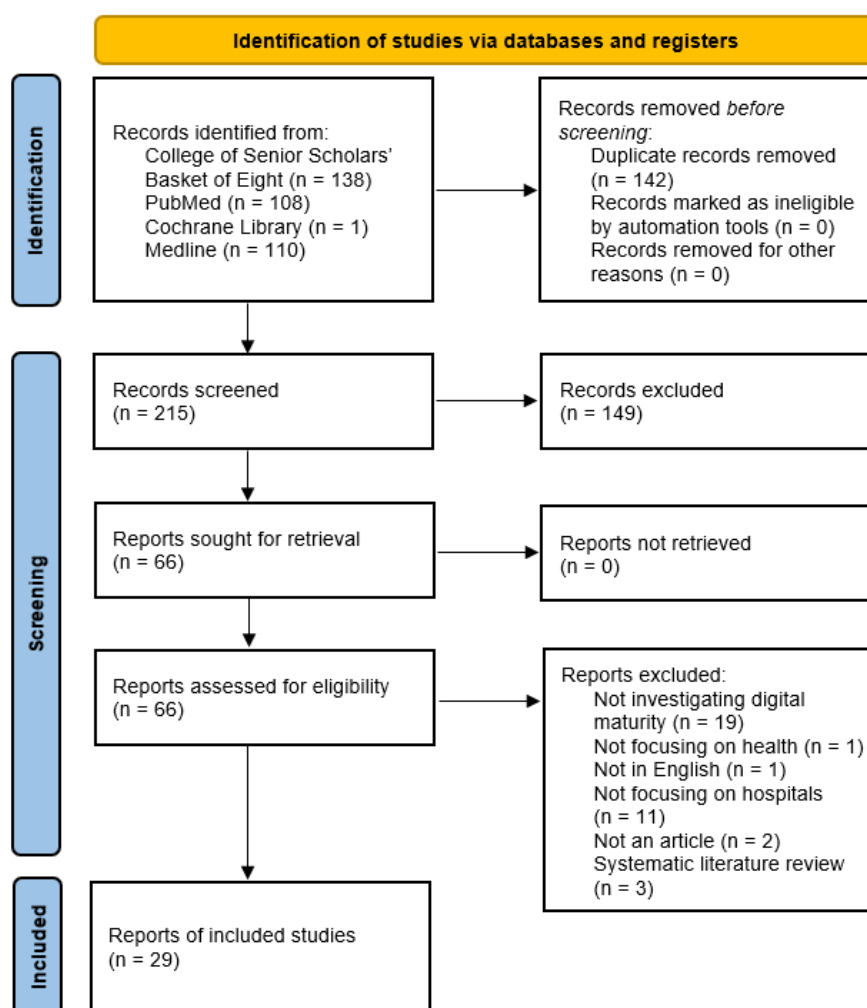 Identification of studies via databases and registers
Identification
Records identified from:
College of Senior Scholars’
Basket of Eight (n = 138)
PubMed (n = 108)
Cochrane Library (n = 1)
Medline (n = 110)
Records removed before
screening:
Duplicate records removed
(n = 142)
Records marked as ineligible
by automation tools (n = 0)
Records removed for other
reasons (n = 0)
Screening
Records screened
(n = 215)
Records excluded
(n = 149)
Reports sought for retrieval
(n = 66)
Reports not retrieved
(n = 0)
Reports assessed for eligibility
(n = 66)
Reports excluded:
Not investigating digital
maturity (n = 19)
Not focusing on health (n = 1)
Not in English (n = 1)
Not focusing on hospitals
(n = 11)
Not an article (n = 2)
Systematic literature review
(n = 3)
Included
Reports of included studies
(n = 29)